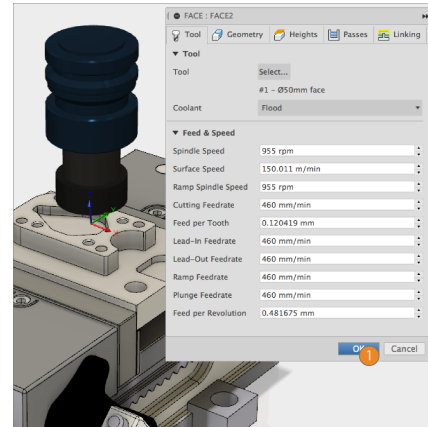 FACE : FACE2
Tool Geometry Heights Passes Linking
Tool
Tool Select...
#1 - Ø50mm face
Coolant Flood
Feed & Speed
Spindle Speed 955 rpm
Surface Speed 150.011 m/min
Ramp Spindle Speed 955 rpm
Cutting Feedrate 460 mm/min
Feed per Tooth 0.120419 mm
Lead-In Feedrate 460 mm/min
Lead-Out Feedrate 460 mm/min
Ramp Feedrate 460 mm/min
Plunge Feedrate 460 mm/min
Feed per Revolution 0.481675 mm
OK 1 Cancel